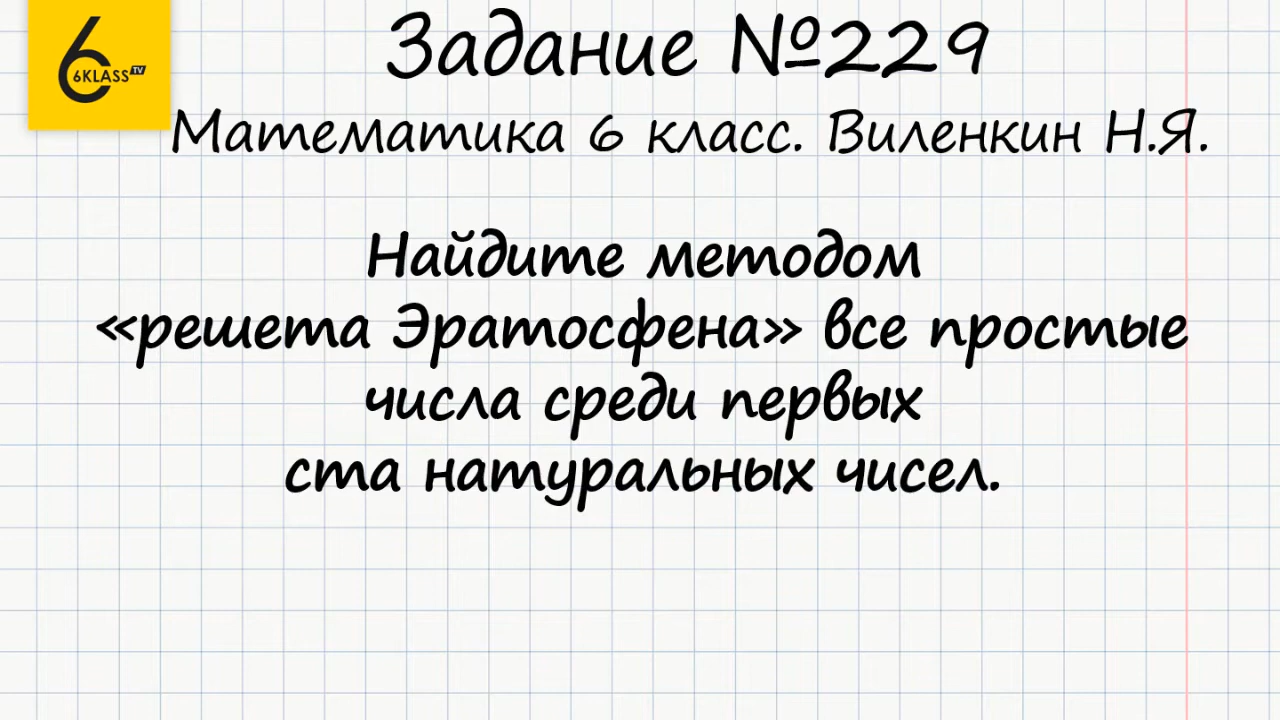 6
6KLASS TV
Задание №229
Математика 6 класс. Виленкин Н.Я.
Найдите методом
«решета Эратосфена» все простые
числа среди первых
ста натуральных чисел.